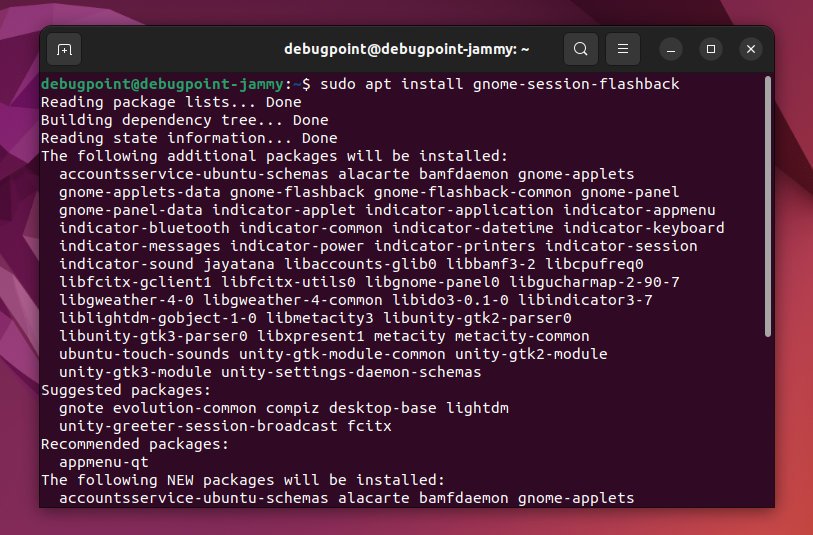 debugpoint@debugpoint-jammy: ~
debugpoint@debugpoint-jammy:~$ sudo apt install gnome-session-flashback
Reading package lists... Done
Building dependency tree... Done
Reading state information... Done
The following additional packages will be installed:
accountsservice-ubuntu-schemas alacarte bamfdaemon gnome-applets
gnome-applets-data gnome-flashback gnome-flashback-common gnome-panel
gnome-panel-data indicator-applet indicator-application indicator-appmenu
indicator-bluetooth indicator-common indicator-datetime indicator-keyboard
indicator-messages indicator-power indicator-printers indicator-session
indicator-sound jayatana libaccounts-glib0 libbamf3-2 libcpufreq0
libfcitx-gclient1 libfcitx-utils0 libgnome-panel0 libgucharmap-2-90-7
libgweather-4-0 libgweather-4-common libido3-0.1-0 libindicator3-7
liblightdm-gobject-1-0 libmetacity3 libunity-gtk2-parser0
libunity-gtk3-parser0 libxpresent1 metacity metacity-common
ubuntu-touch-sounds unity-gtk-module-common unity-gtk2-module
unity-gtk3-module unity-settings-daemon-schemas
Suggested packages:
gnote evolution-common compiz desktop-base lightdm
unity-greeter-session-broadcast fcitx
Recommended packages:
appmenu-qt
The following NEW packages will be installed:
accountsservice-ubuntu-schemas alacarte bamfdaemon gnome-applets